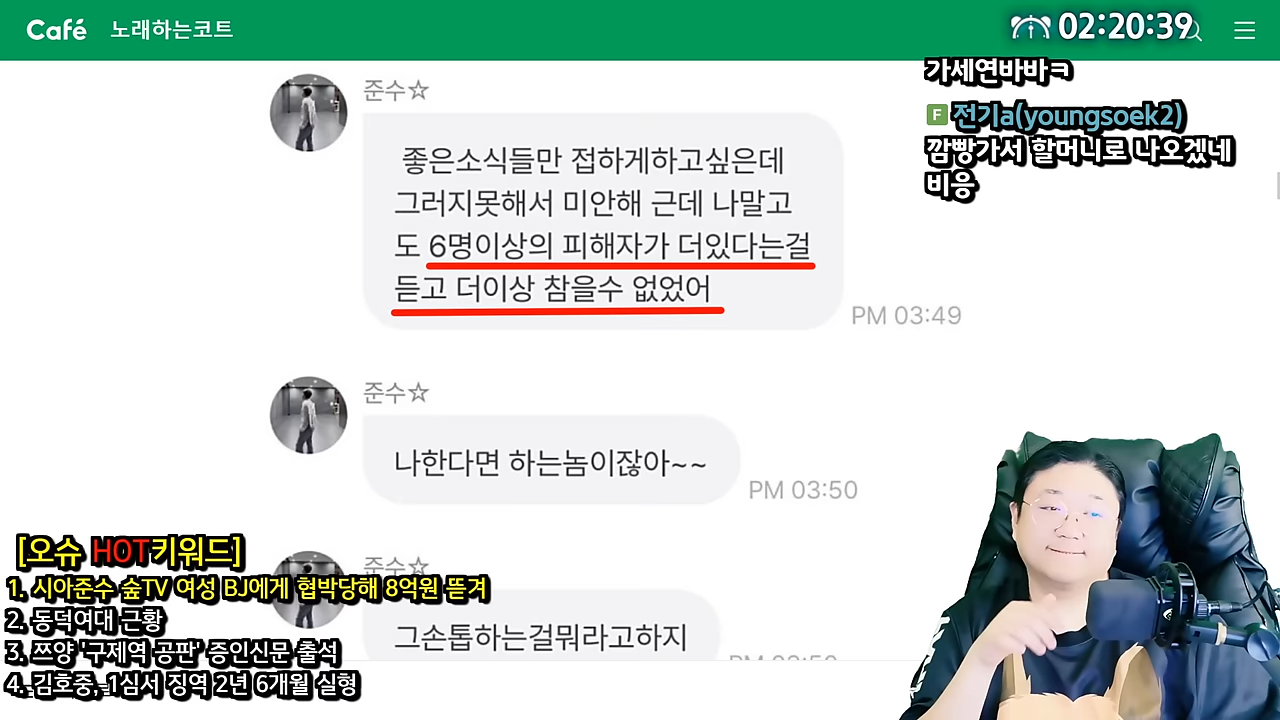 Café 노래하는코트
02:20:39
가세연바바ㅋ
F 전기a(youngsoek2)
깜빵가서 할머니로 나오겠네
비응
준수☆
좋은소식들만 접하게하고싶은데
그러지못해서 미안해 근데 나말고
도 6명이상의 피해자가 더있다는걸
듣고 더이상 참을수 없었어
PM 03:49
준수☆
나한다면 하는놈이잖아~~
PM 03:50
준수☆
그손톱하는걸뭐라고하지
PM 03:50
[오슈 HOT키워드]
1. 시아준수 숲TV 여성 BJ에게 협박당해 8억원 뜯겨
2. 동덕여대 근황
3. 쯔양 '구제역 공판' 증인신문 출석
4. 김호중, 1심서 징역 2년 6개월 실형